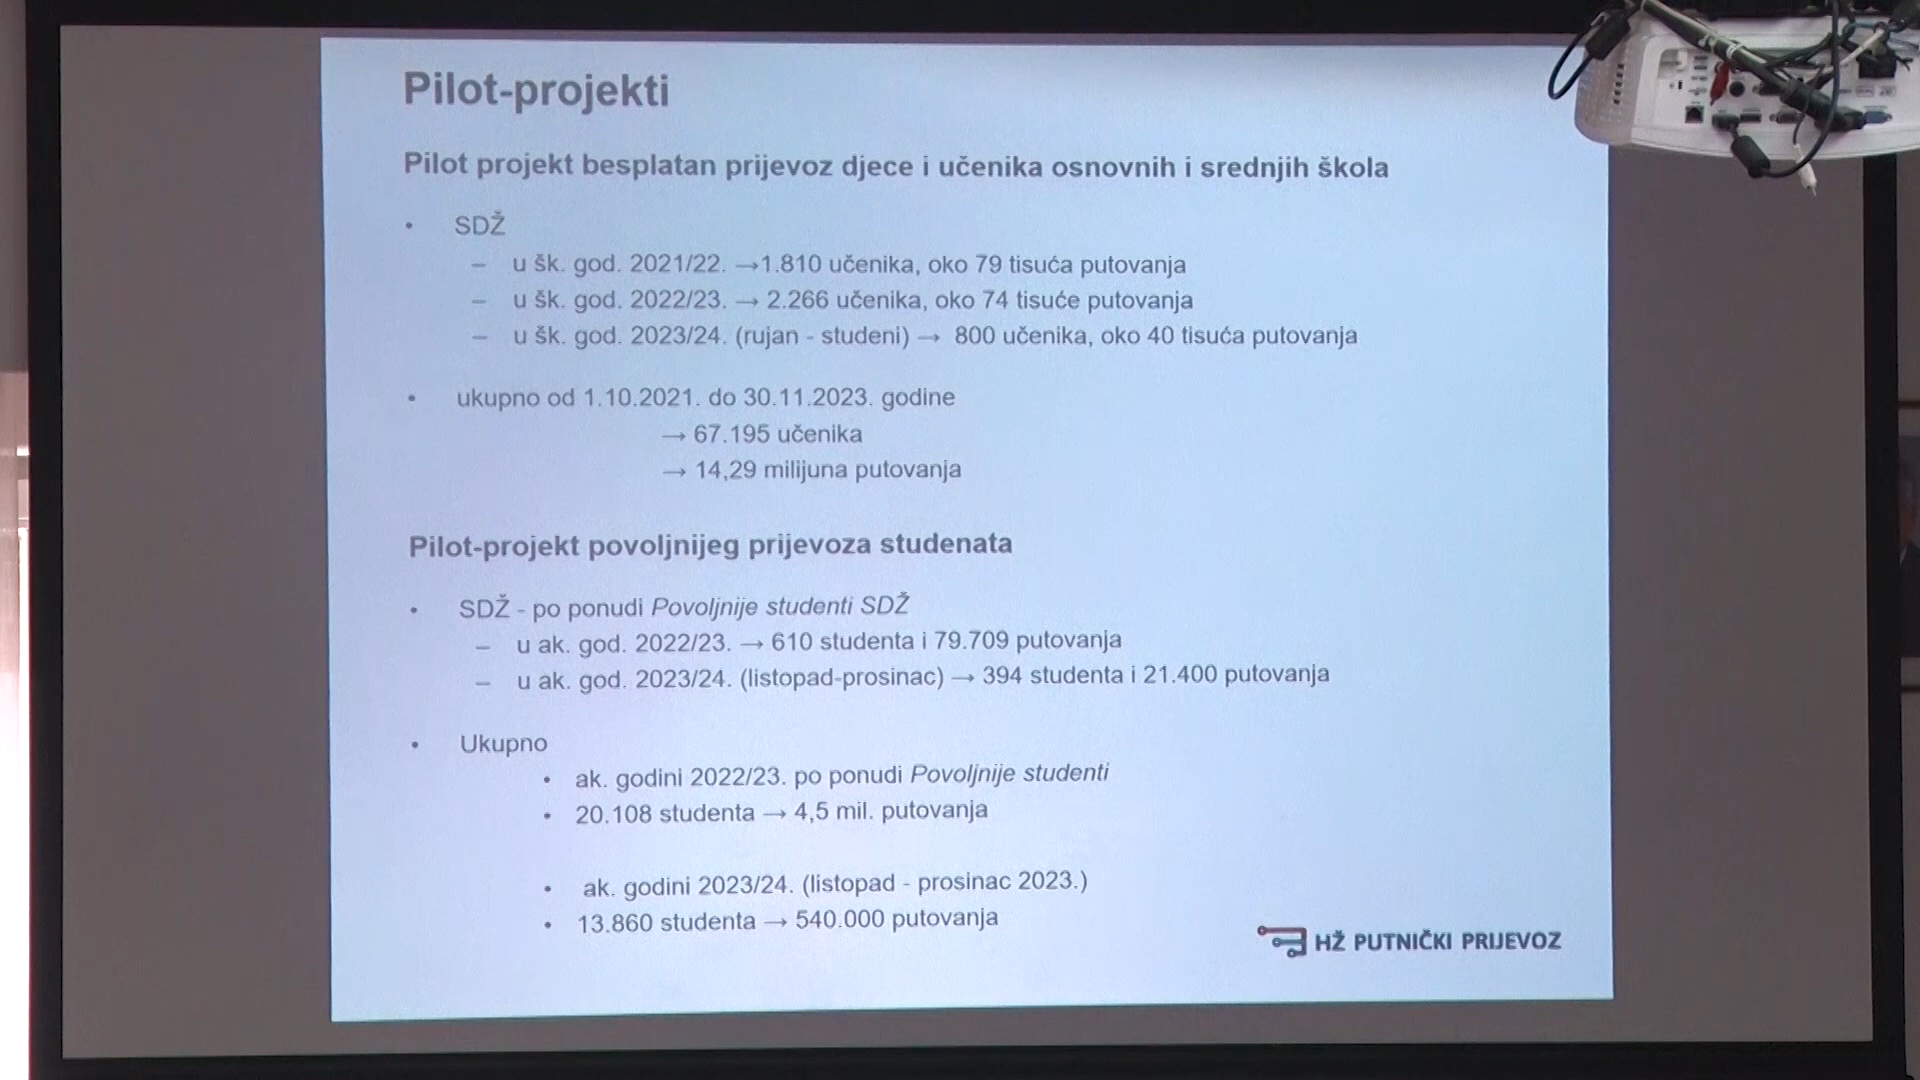 Pilot-projekti
Pilot projekt besplatan prijevoz djece i učenika osnovnih i srednjih škola
• SDŽ
– u šk. god. 2021/22. →1.810 učenika, oko 79 tisuća putovanja
– u šk. god. 2022/23. → 2.266 učenika, oko 74 tisuće putovanja
– u šk. god. 2023/24. (rujan - studeni) → 800 učenika, oko 40 tisuća putovanja
• ukupno od 1.10.2021. do 30.11.2023. godine
→ 67.195 učenika
→ 14,29 milijuna putovanja
Pilot-projekt povoljnijeg prijevoza studenata
• SDŽ - po ponudi Povoljnije studenti SDŽ
– u ak. god. 2022/23. → 610 studenta i 79.709 putovanja
– u ak. god. 2023/24. (listopad-prosinac) → 394 studenta i 21.400 putovanja
• Ukupno
• ak. godini 2022/23. po ponudi Povoljnije studenti
• 20.108 studenta → 4,5 mil. putovanja
• ak. godini 2023/24. (listopad - prosinac 2023.)
• 13.860 studenta → 540.000 putovanja
HŽ PUTNIČKI PRIJEVOZ